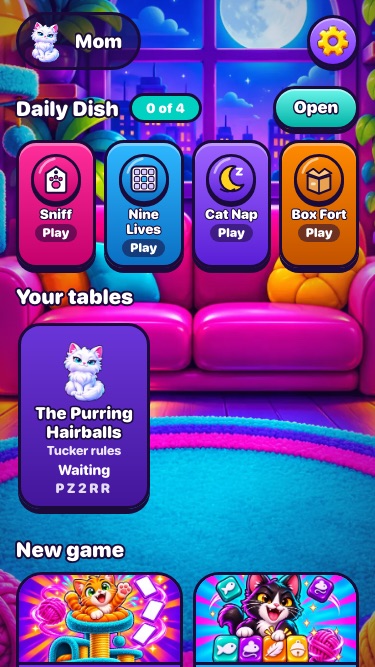 Mom
Daily Dish
0 of 4
Open
Sniff
Play
Nine
Lives
Play
Cat Nap
Play
Box Fort
Play
Your tables
The Purring
Hairballs
Tucker rules
Waiting
PZ2RR
New game